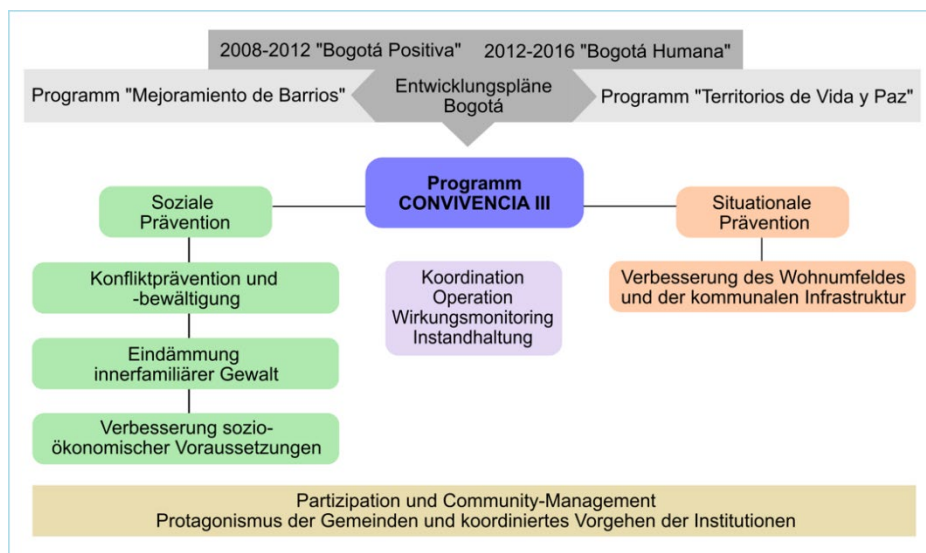 2008-2012 "Bogotá Positiva"
2012-2016 "Bogotá Humana"
Programm "Mejoramiento de Barrios"
Entwicklungspläne
Bogotá
Programm "Territorios de Vida y Paz"
Programm
CONVIVENCIA III
Soziale
Prävention
Situationale
Prävention
Konfliktprävention und
-bewältigung
Koordination
Operation
Wirkungsmonitoring
Instandhaltung
Verbesserung des Wohnumfeldes
und der kommunalen Infrastruktur
Eindämmung
innerfamiliärer Gewalt
Verbesserung sozio-
ökonomischer Voraussetzungen
Partizipation und Community-Management
Protagonismus der Gemeinden und koordiniertes Vorgehen der Institutionen